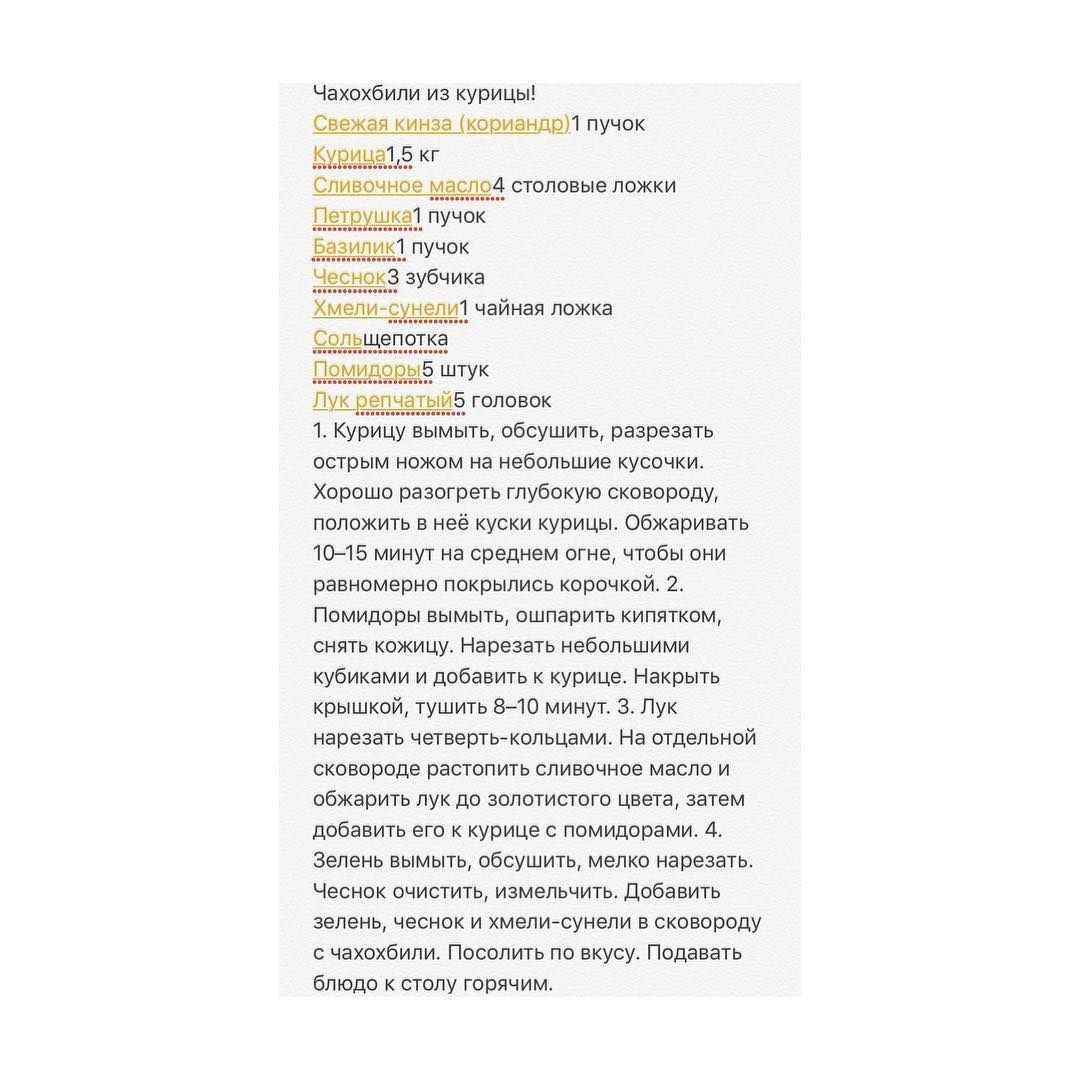 Чахохбили из курицы!
Свежая кинза (кориандр)1 пучок
Курица1,5 кг
Сливочное масло4 столовые ложки
Петрушка1 пучок
Базилик1 пучок
Чеснок3 зубчика
Хмели-сунели1 чайная ложка
Сольщепотка
Помидоры5 штук
Лук репчатый5 головок
1. Курицу вымыть, обсушить, разрезать
острым ножом на небольшие кусочки.
Хорошо разогреть глубокую сковороду,
положить в неё куски курицы. Обжаривать
10–15 минут на среднем огне, чтобы они
равномерно покрылись корочкой. 2.
Помидоры вымыть, ошпарить кипятком,
снять кожицу. Нарезать небольшими
кубиками и добавить к курице. Накрыть
крышкой, тушить 8–10 минут. 3. Лук
нарезать четверть-кольцами. На отдельной
сковороде растопить сливочное масло и
обжарить лук до золотистого цвета, затем
добавить его к курице с помидорами. 4.
Зелень вымыть, обсушить, мелко нарезать.
Чеснок очистить, измельчить. Добавить
зелень, чеснок и хмели-сунели в сковороду
с чахохбили. Посолить по вкусу. Подавать
блюдо к столу горячим.